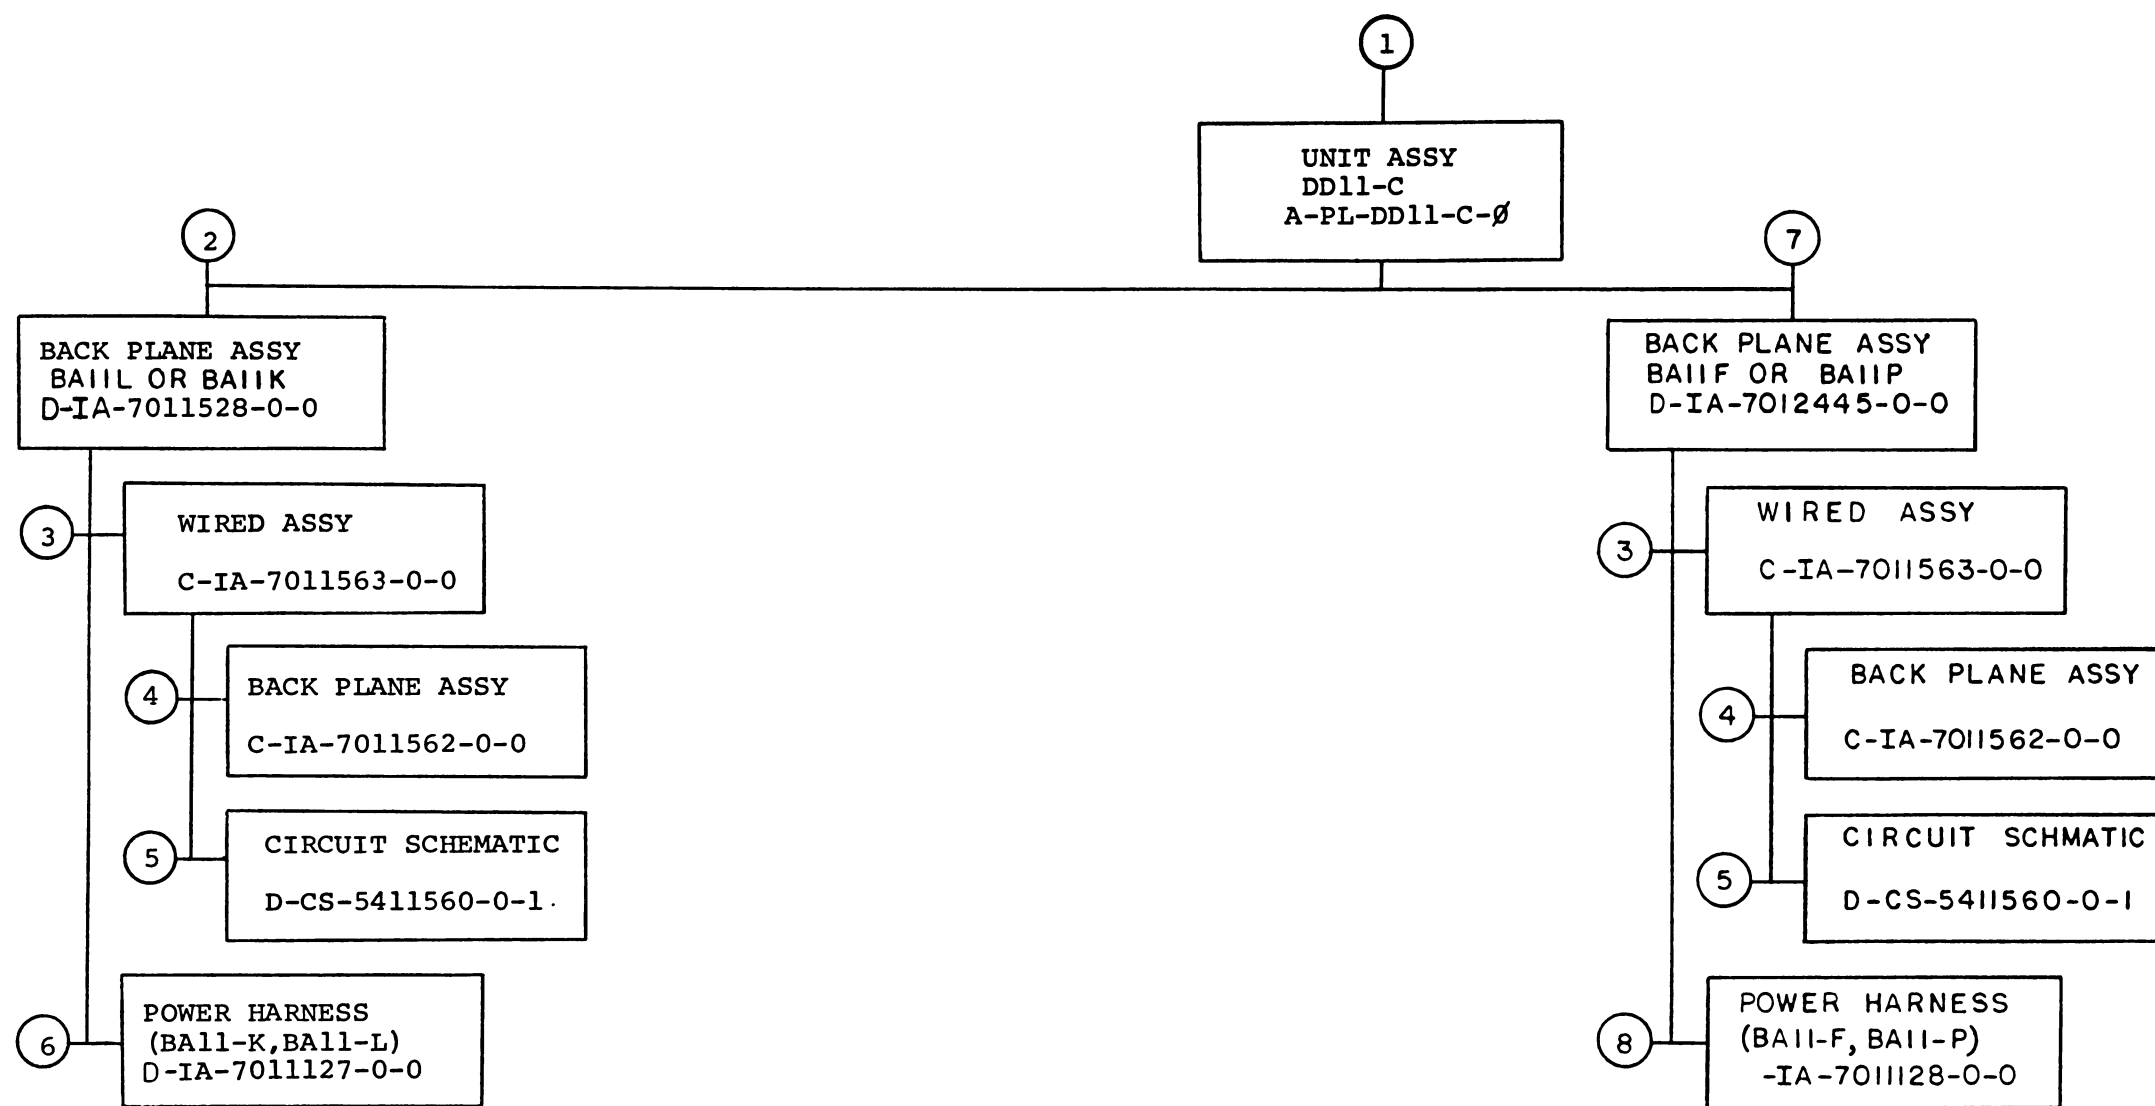 1
UNIT ASSY
DD11-C
A-PL-DD11-C-Ø
2
BACK PLANE ASSY
BA11L OR BA11K
D-IA-7011528-0-0
3
WIRED ASSY
C-IA-7011563-0-0
4
BACK PLANE ASSY
C-IA-7011562-0-0
5
CIRCUIT SCHEMATIC
D-CS-5411560-0-1
6
POWER HARNESS
(BA11-K,BA11-L)
D-IA-7011127-0-0
7
BACK PLANE ASSY
BA11F OR BA11P
D-IA-7012445-0-0
3
WIRED ASSY
C-IA-7011563-0-0
4
BACK PLANE ASSY
C-IA-7011562-0-0
5
CIRCUIT SCHMATIC
D-CS-5411560-0-1
8
POWER HARNESS
(BA11-F, BA11-P)
-IA-7011128-0-0